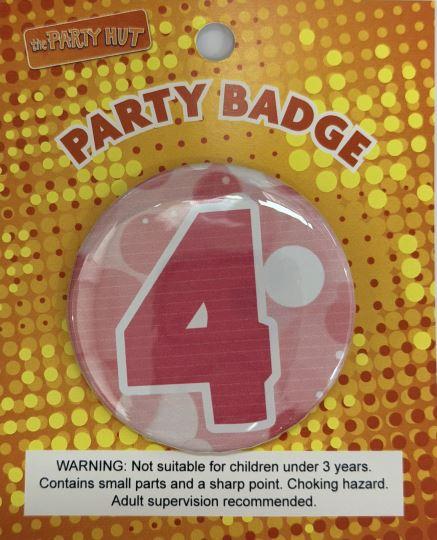 the PARTY HUT
PARTY BADGE
4
WARNING: Not suitable for children under 3 years.
Contains small parts and a sharp point. Choking hazard.
Adult supervision recommended.